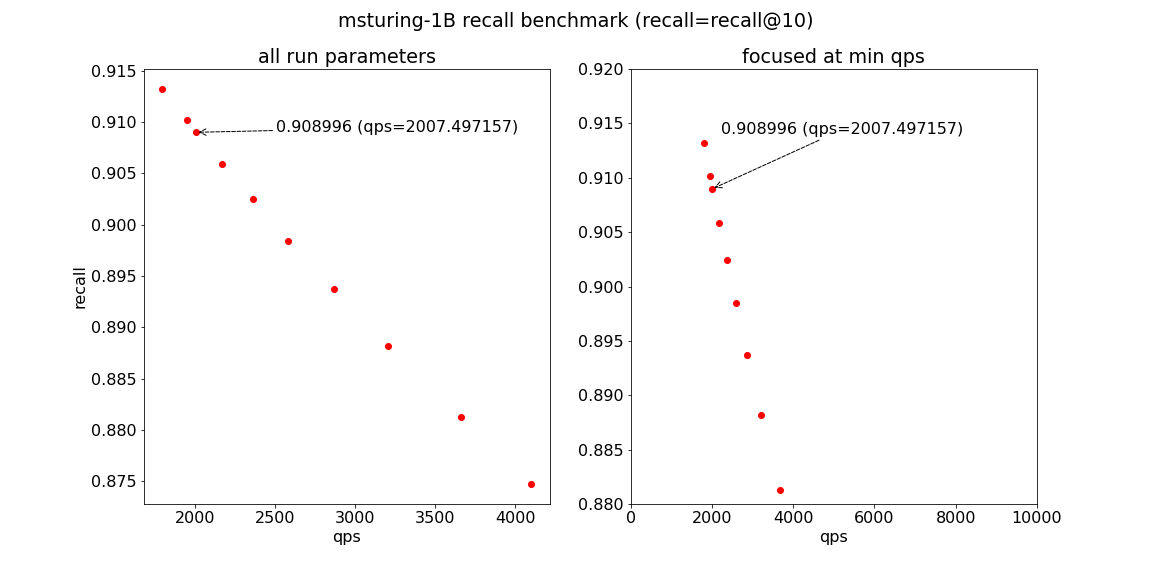 msturing-1B recall benchmark (recall=recall@10)
all run parameters
0.915
0.910
0.905
0.900
0.895
0.890
0.885
0.880
0.875
recall
0.908996 (qps=2007.497157)
2000 2500 3000 3500 4000
qps
focused at min qps
0.920
0.915
0.910
0.905
0.900
0.895
0.890
0.885
0.880
0.908996 (qps=2007.497157)
0 2000 4000 6000 8000 10000
qps